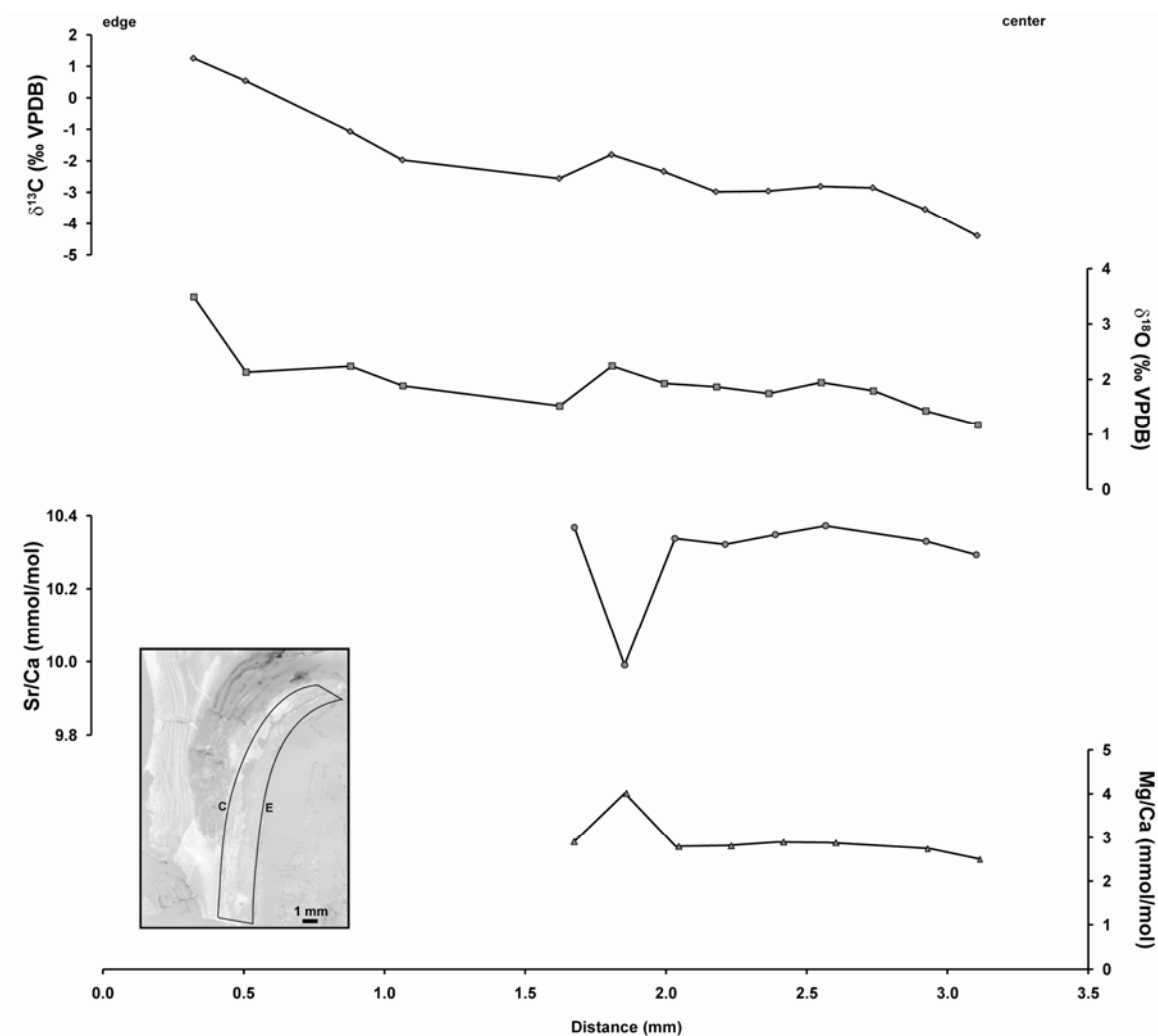 edge
center
δ¹³C (‰ VPDB)
2
1
0
-1
-2
-3
-4
-5
4
3
2
1
0
δ¹⁸O (‰ VPDB)
Sr/Ca (mmol/mol)
10.4
10.2
10.0
9.8
5
4
3
2
1
0
Mg/Ca (mmol/mol)
C
E
1 mm
0.0 0.5 1.0 1.5 2.0 2.5 3.0 3.5
Distance (mm)